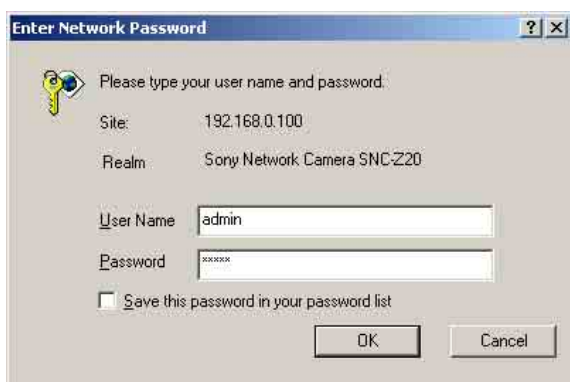 Enter Network Password
Please type your user name and password.
Site: 192.168.0.100
Realm Sony Network Camera SNC-Z20
User Name admin
Password xxxxx
Save this password in your password list
OK Cancel